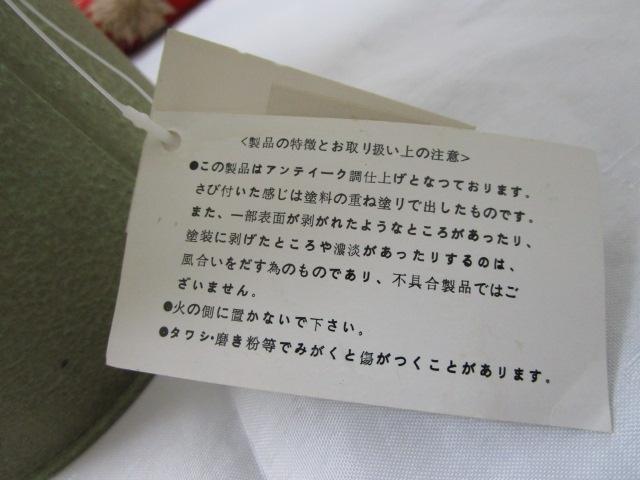 <製品の特徴とお取り扱い上の注意>
●この製品はアンテイーク調仕上げとなつております。
さび付いた感じは塗料の重ね塗りで出したものです。
また、一部表面が剥がれたようなところがあったり、
塗装に剥げたところや濃淡があったりするのは、
風合いをだす為のものであり、不具合製品ではご
ざいません。
●火の側に置かないで下さい。
●タワシ・磨き粉等でみがくと傷がつくことがあります。